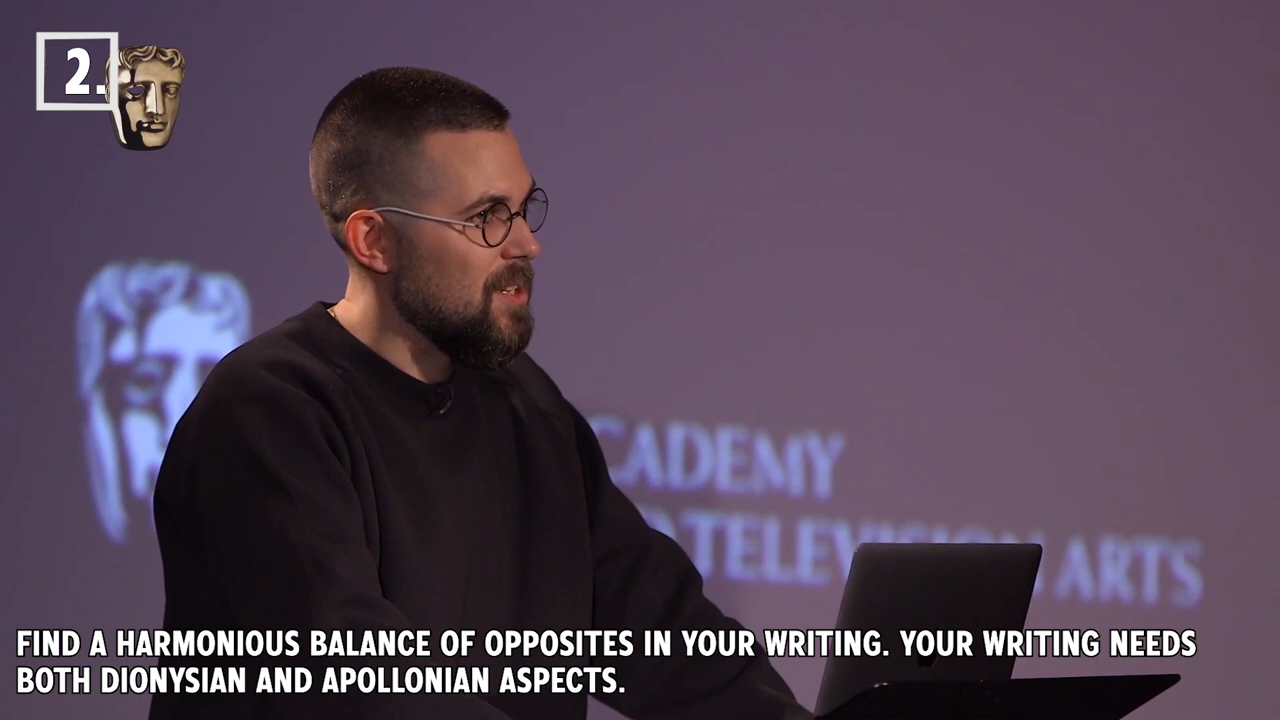 2.
CADEMY
TELEVISION ARTS
FIND A HARMONIOUS BALANCE OF OPPOSITES IN YOUR WRITING. YOUR WRITING NEEDS
BOTH DIONYSIAN AND APOLLONIAN ASPECTS.